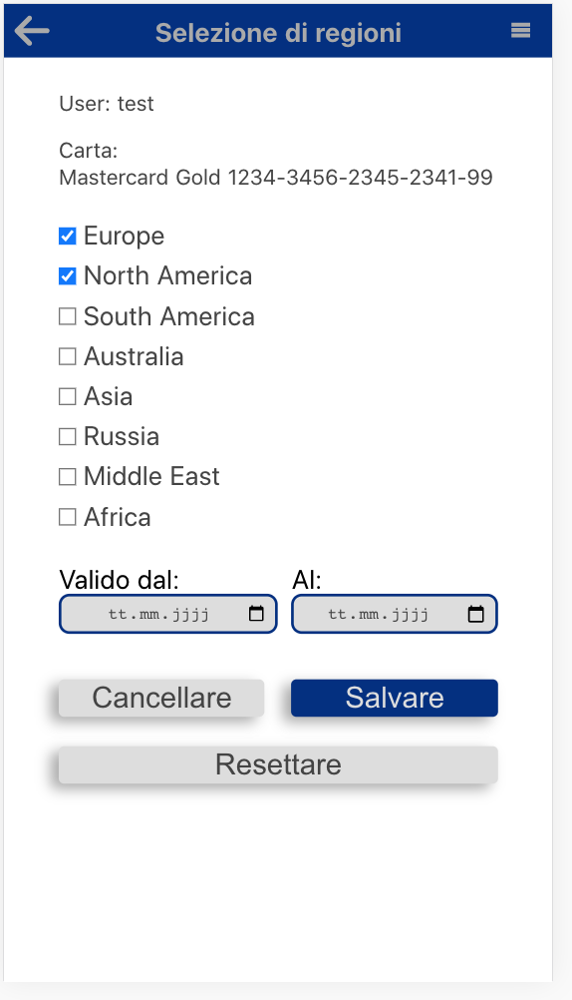 Selezione di regioni
User: test
Carta:
Mastercard Gold 1234-3456-2345-2341-99
Europe
North America
South America
Australia
Asia
Russia
Middle East
Africa
Valido dal: Al:
tt.mm.jjjj tt.mm.jjjj
Cancellare Salvare
Resettare